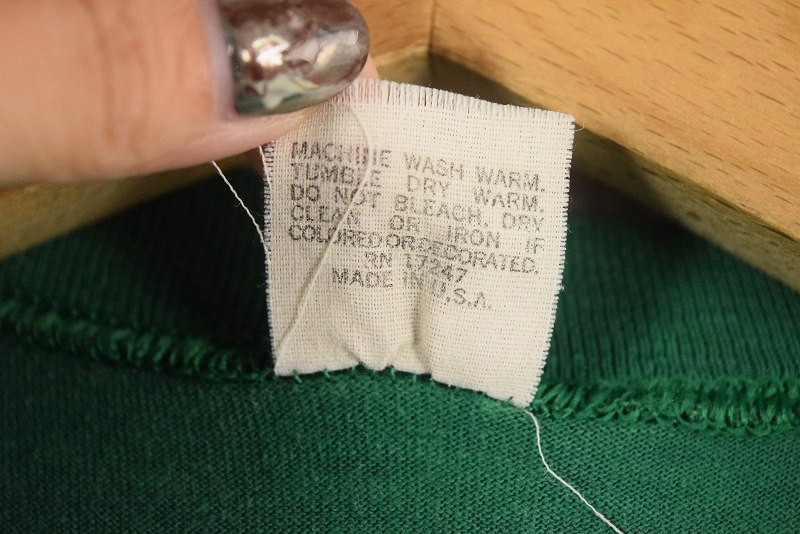 MACHINE WASH WARM.
TUMBLE DRY WARM.
DO NOT BLEACH. DRY
CLEAN OR IRON IF
COLORED OR DECORATED.
RN 17247
MADE IN U.S.A.